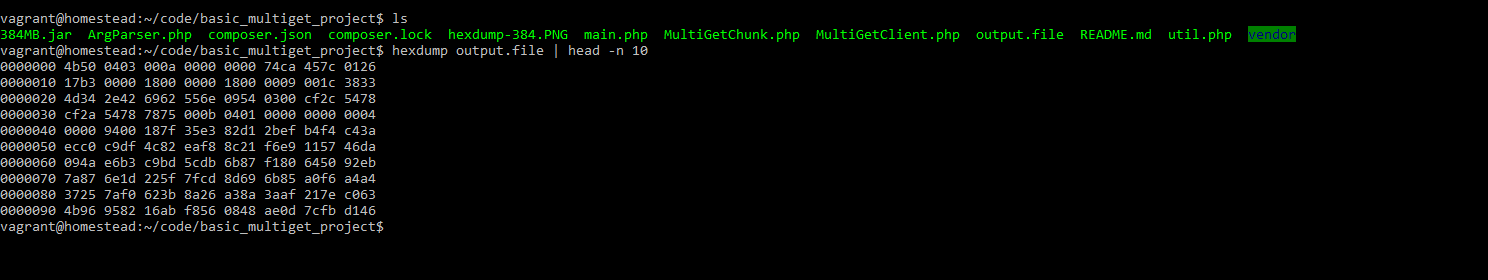 vagrant@homestead:~/code/basic_multiget_project$ ls
384MB.jar ArgParser.php composer.json composer.lock hexdump-384.PNG main.php MultiGetChunk.php MultiGetClient.php output.file README.md util.php vendor
vagrant@homestead:~/code/basic_multiget_project$ hexdump output.file | head -n 10
0000000 4b50 0403 000a 0000 0000 74ca 457c 0126
0000010 17b3 0000 1800 0000 1800 0009 001c 3833
0000020 4d34 2e42 6962 556e 0954 0300 cf2c 5478
0000030 cf2a 5478 7875 000b 0401 0000 0000 0004
0000040 0000 9400 187f 35e3 82d1 2bef b4f4 c43a
0000050 ecc0 c9df 4c82 eaf8 8c21 f6e9 1157 46da
0000060 094a e6b3 c9bd 5cdb 6b87 f180 6450 92eb
0000070 7a87 6e1d 225f 7fcd 8d69 6b85 a0f6 a4a4
0000080 3725 7af0 623b 8a26 a38a 3aaf 217e c063
0000090 4b96 9582 16ab f856 0848 ae0d 7cfb d146
vagrant@homestead:~/code/basic_multiget_project$